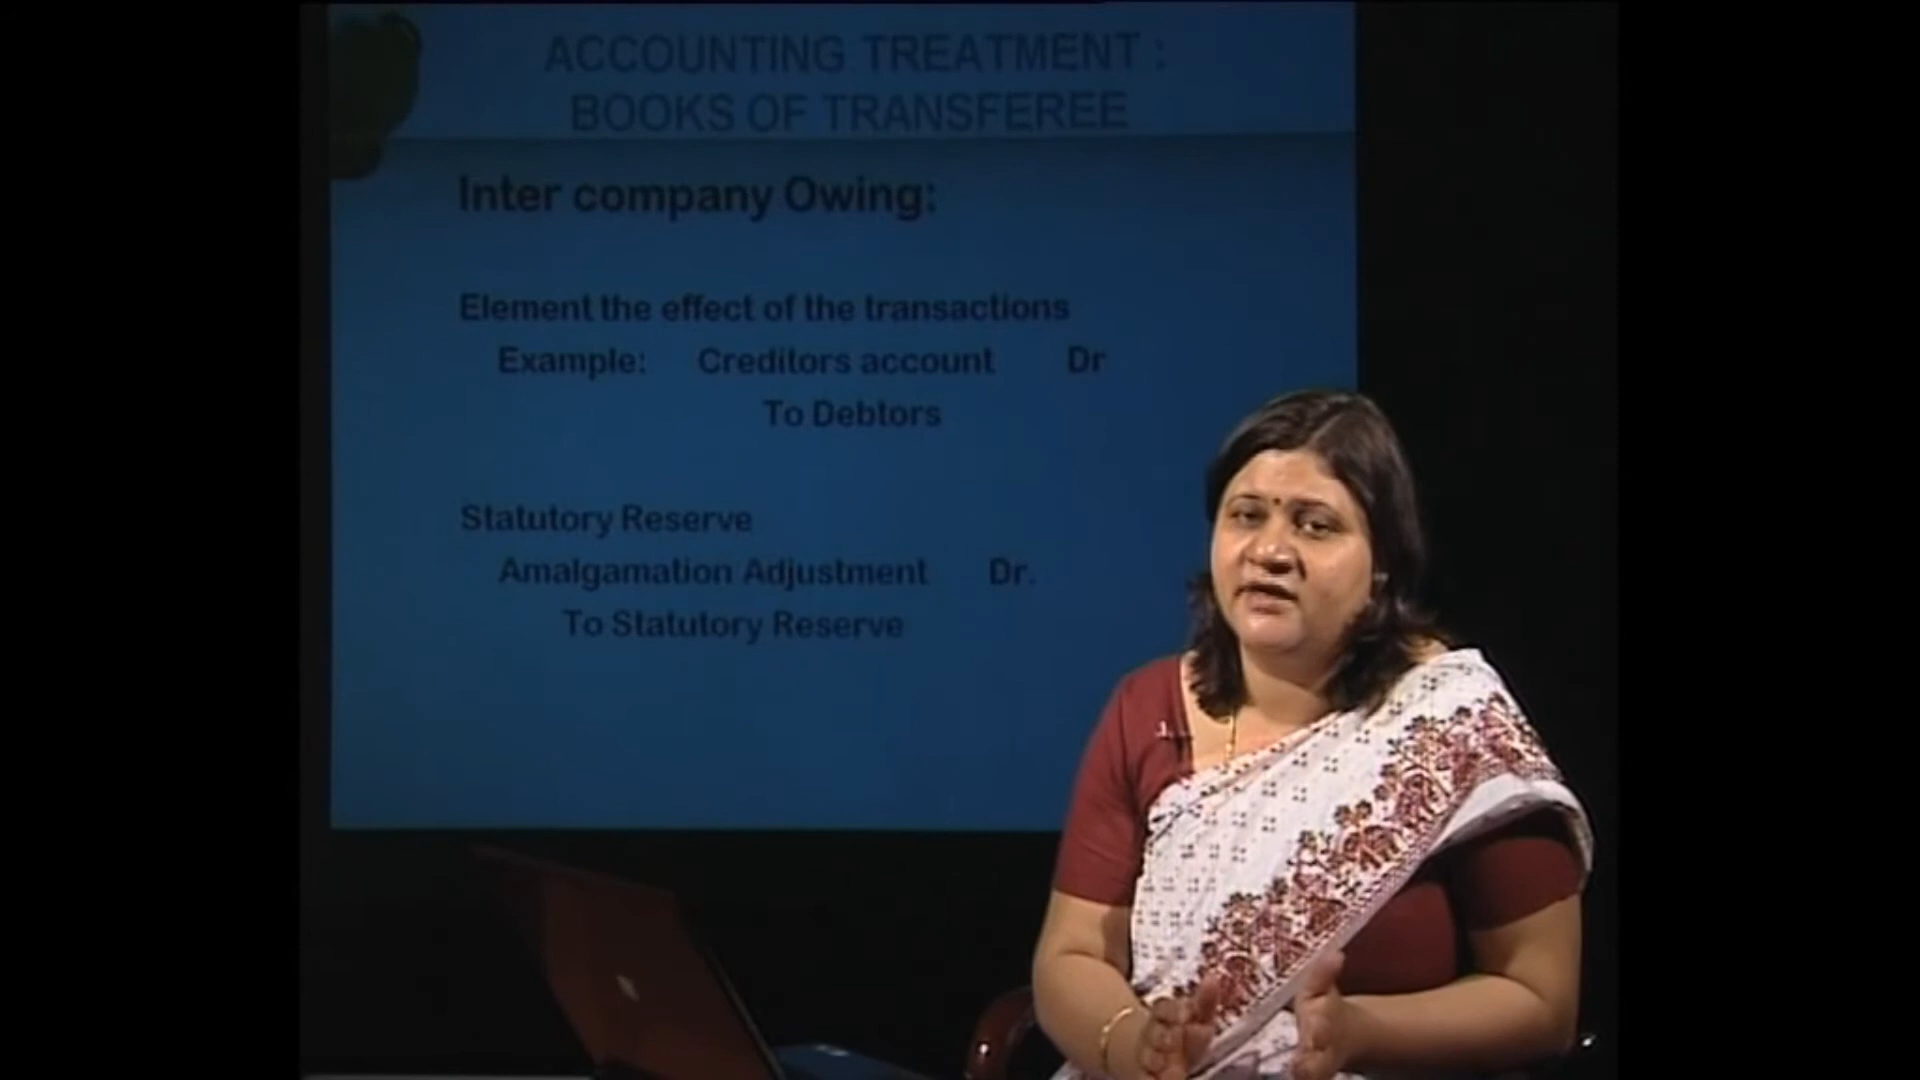 ACCOUNTING TREATMENT :
BOOKS OF TRANSFEREE
Inter company Owing:
Element the effect of the transactions
Example: Creditors account Dr
To Debtors
Statutory Reserve
Amalgamation Adjustment Dr.
To Statutory Reserve